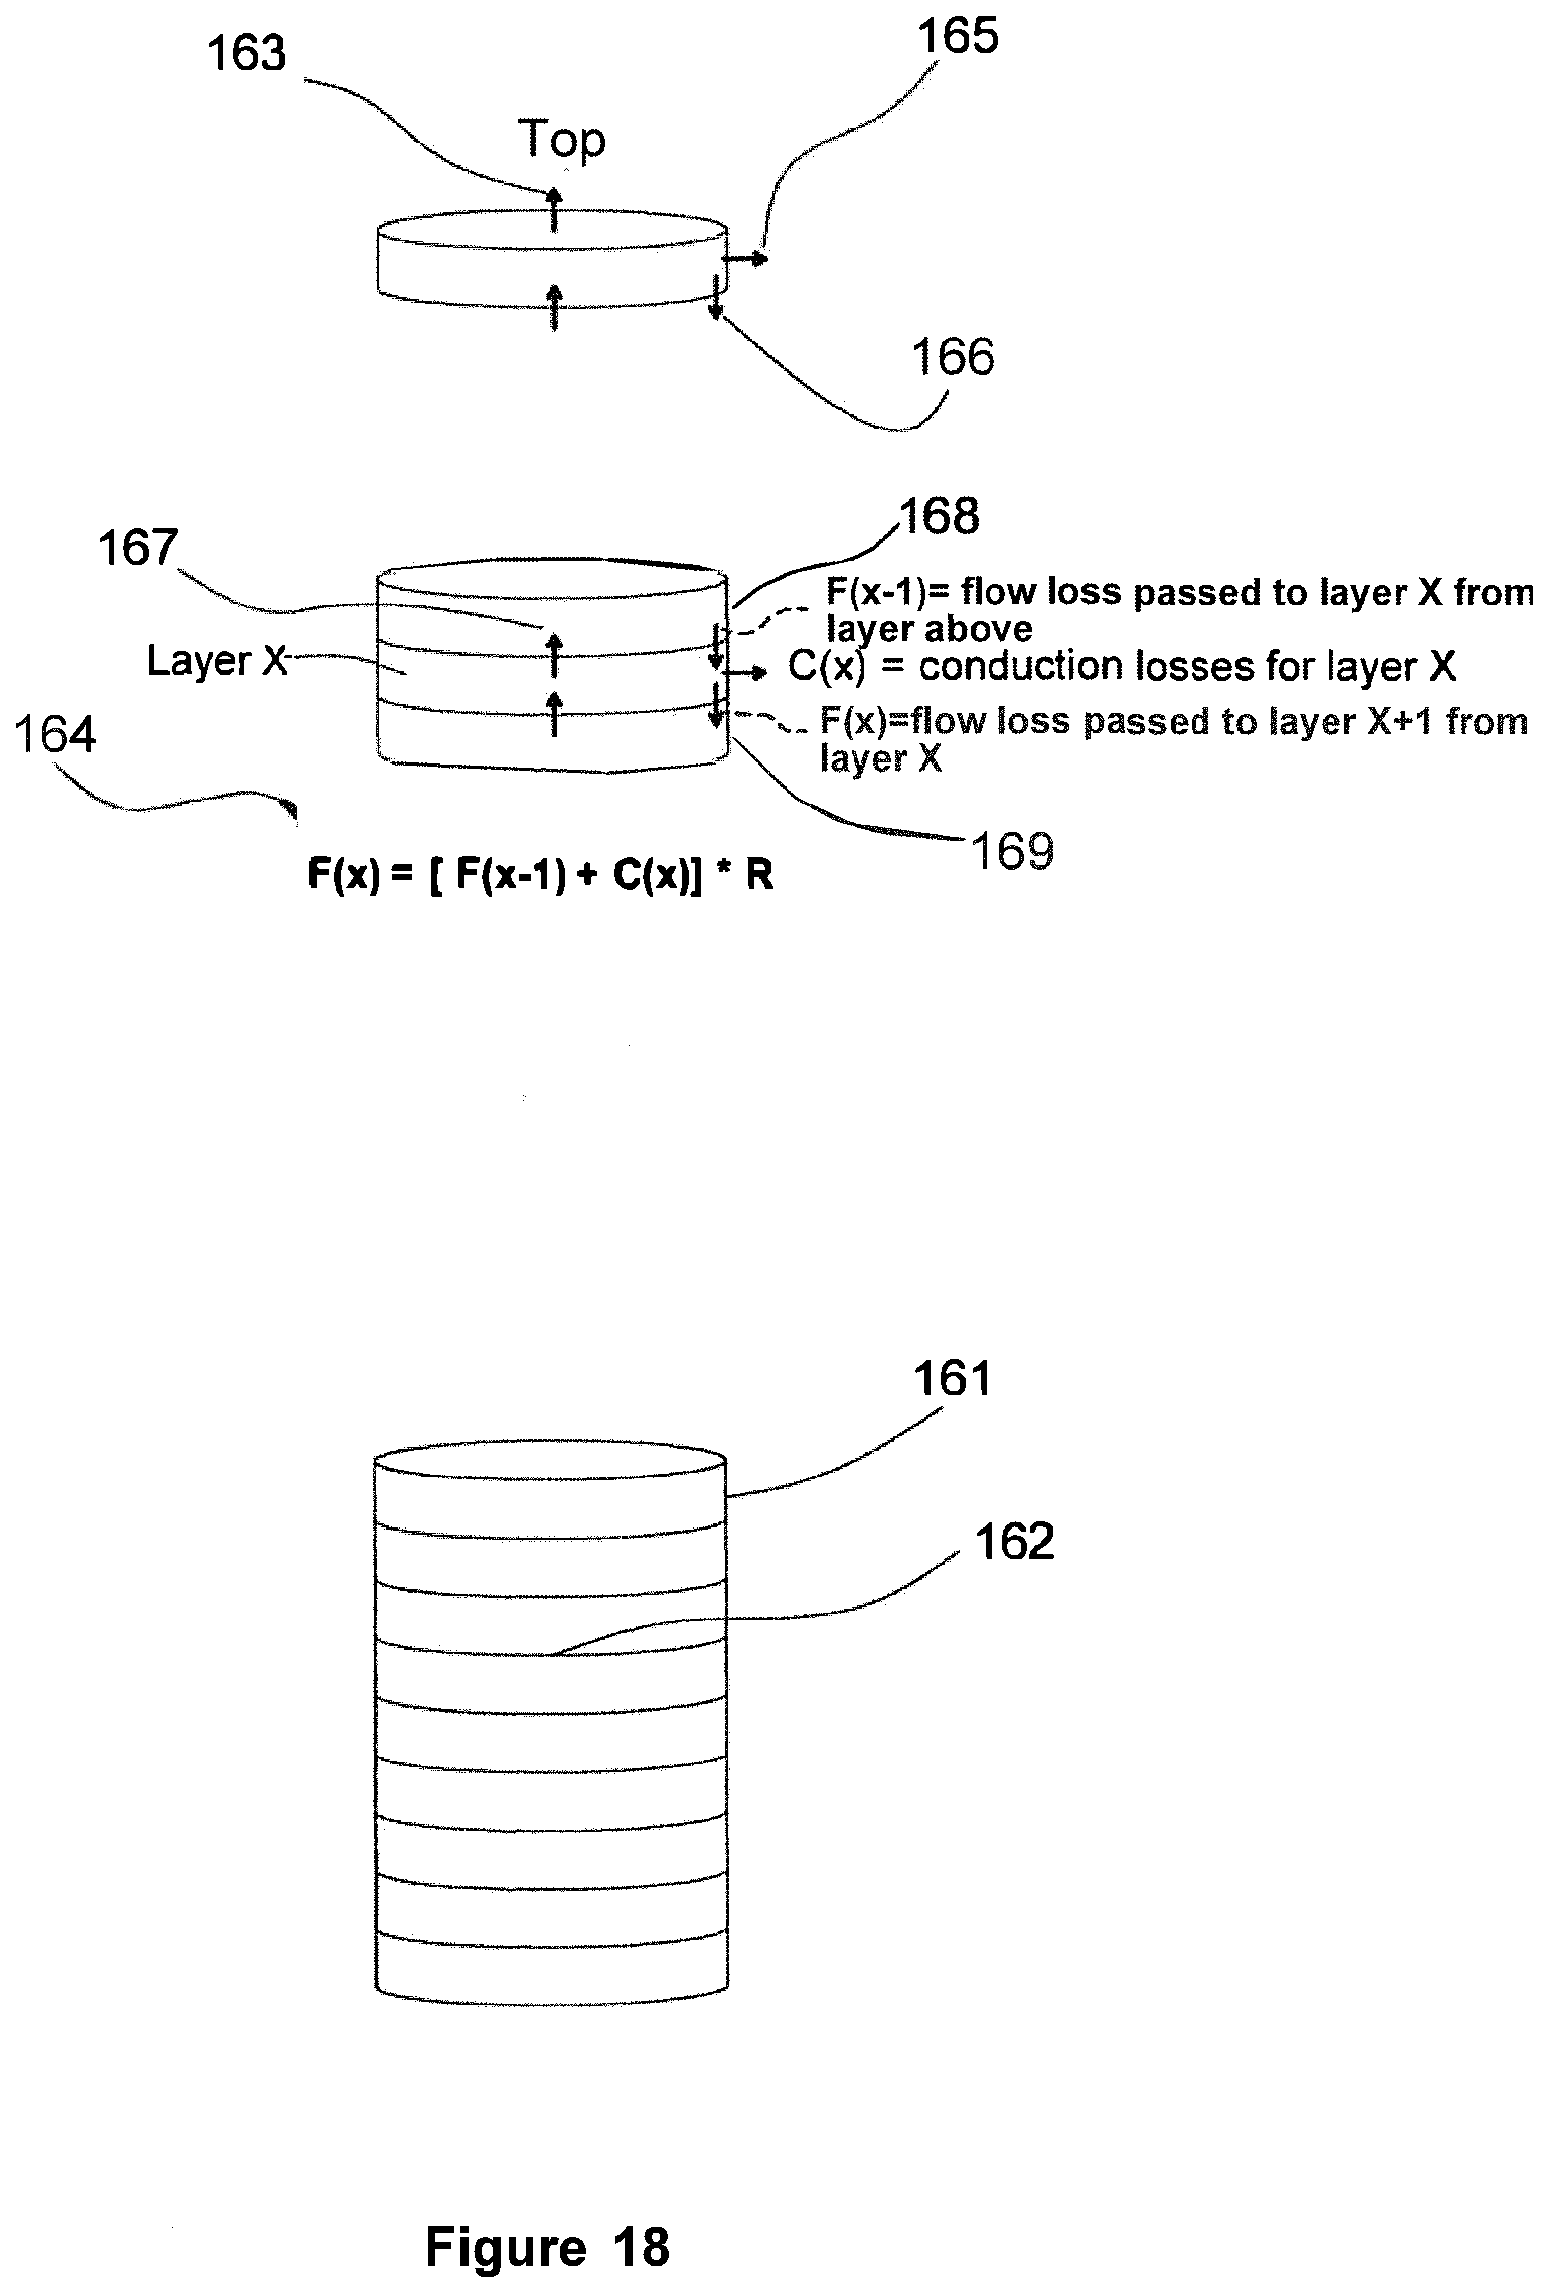 163
165
Top
166
168
167
F(x-1)= flow loss passed to layer X from
layer above
Layer X
C(x) = conduction losses for layer X
F(x)=flow loss passed to layer X+1 from
layer X
164
169
F(x) = [ F(x-1) + C(x)] * R
161
162
Figure 18